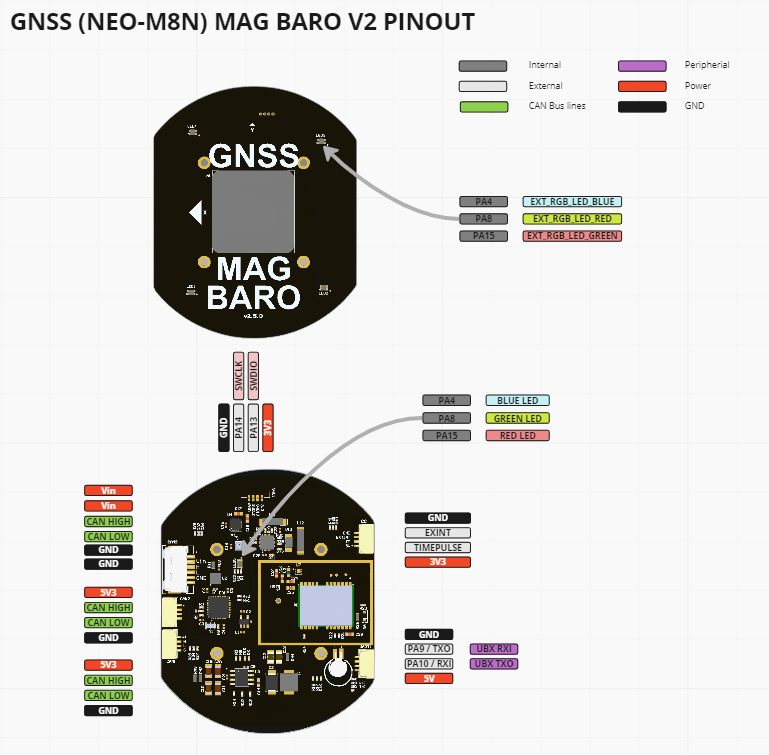 GNSS (NEO-M8N) MAG BARO V2 PINOUT
Internal
Peripherial
External
Power
CAN Bus lines
GND
GNSS
MAG
BARO
v2.5.0
PA4 EXT_RGB_LED_BLUE
PA8 EXT_RGB_LED_RED
PA15 EXT_RGB_LED_GREEN
SWCLK
SWDIO
GND
PA14
PA13
3V3
PA4 BLUE LED
PA8 GREEN LED
PA15 RED LED
Vin
Vin
CAN HIGH
CAN LOW
GND
GND
5V3
CAN HIGH
CAN LOW
GND
5V3
CAN HIGH
CAN LOW
GND
GND
EXINT
TIMEPULSE
3V3
GND
PA9 / TXO UBX RXI
PA10 / RXI UBX TXO
5V